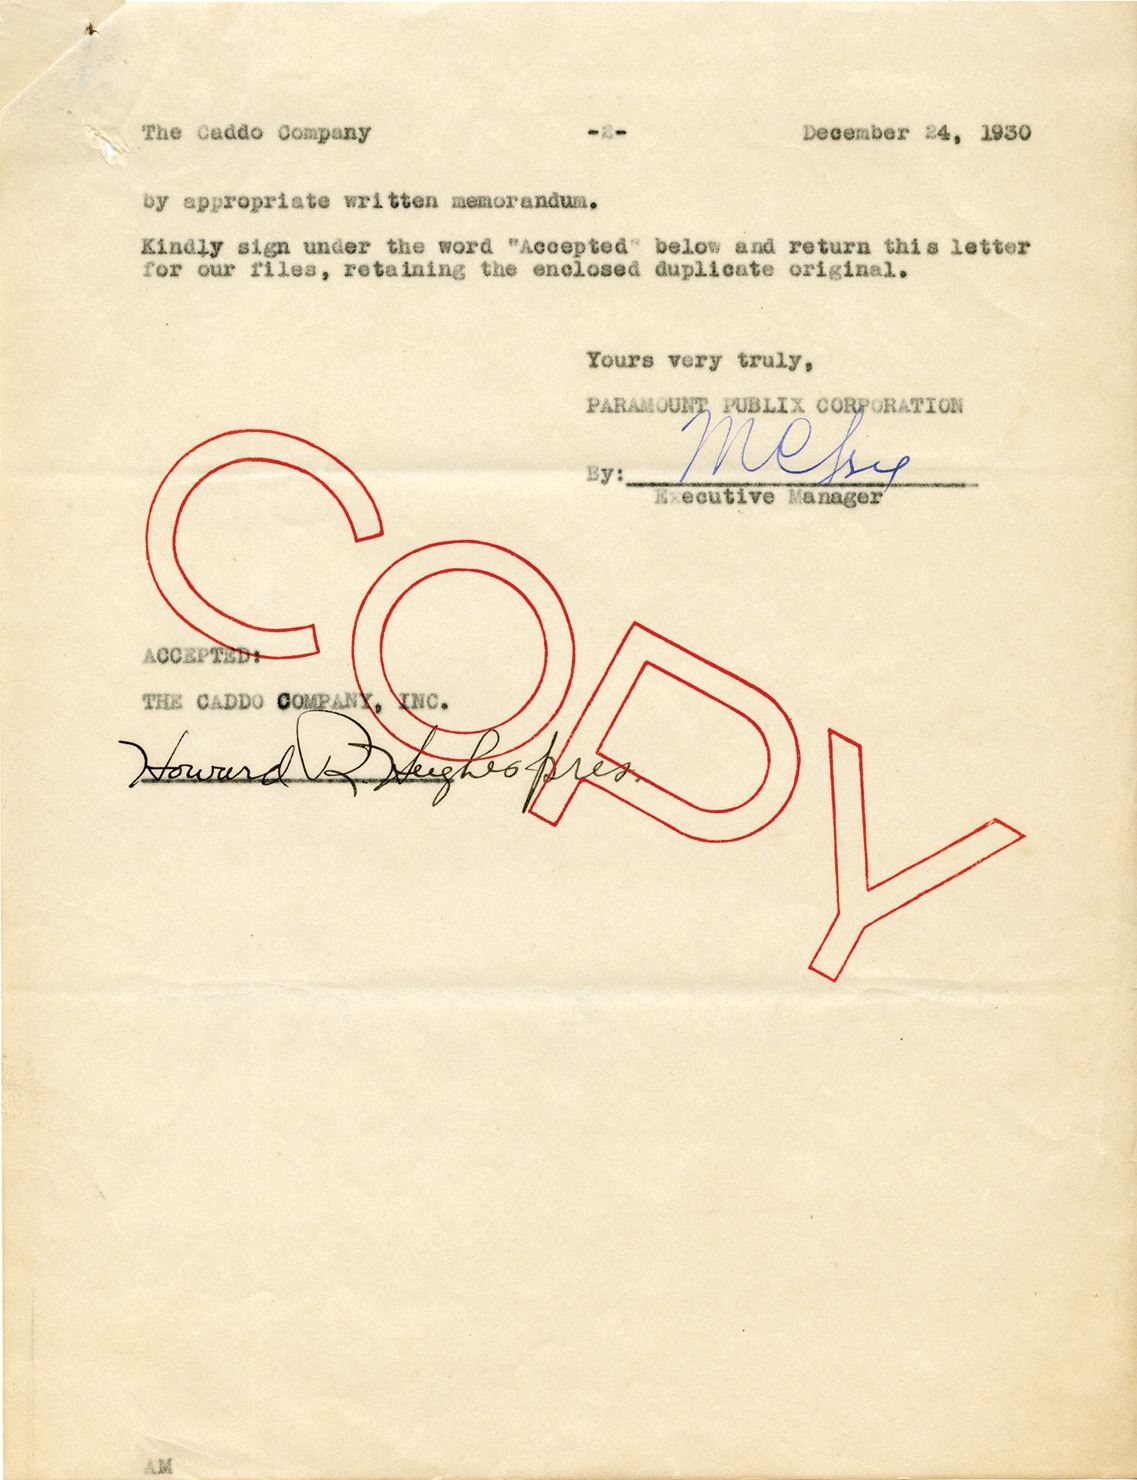 The Caddo Company -2- December 24, 1930
by appropriate written memorandum.
Kindly sign under the word "Accepted" below and return this letter
for our files, retaining the enclosed duplicate original.
Yours very truly,
PARAMOUNT PUBLIX CORPORATION
By:
Executive Manager
COPY
ACCEPTED:
THE CADDO COMPANY, INC.
Howard R. Hughes pres.
AM